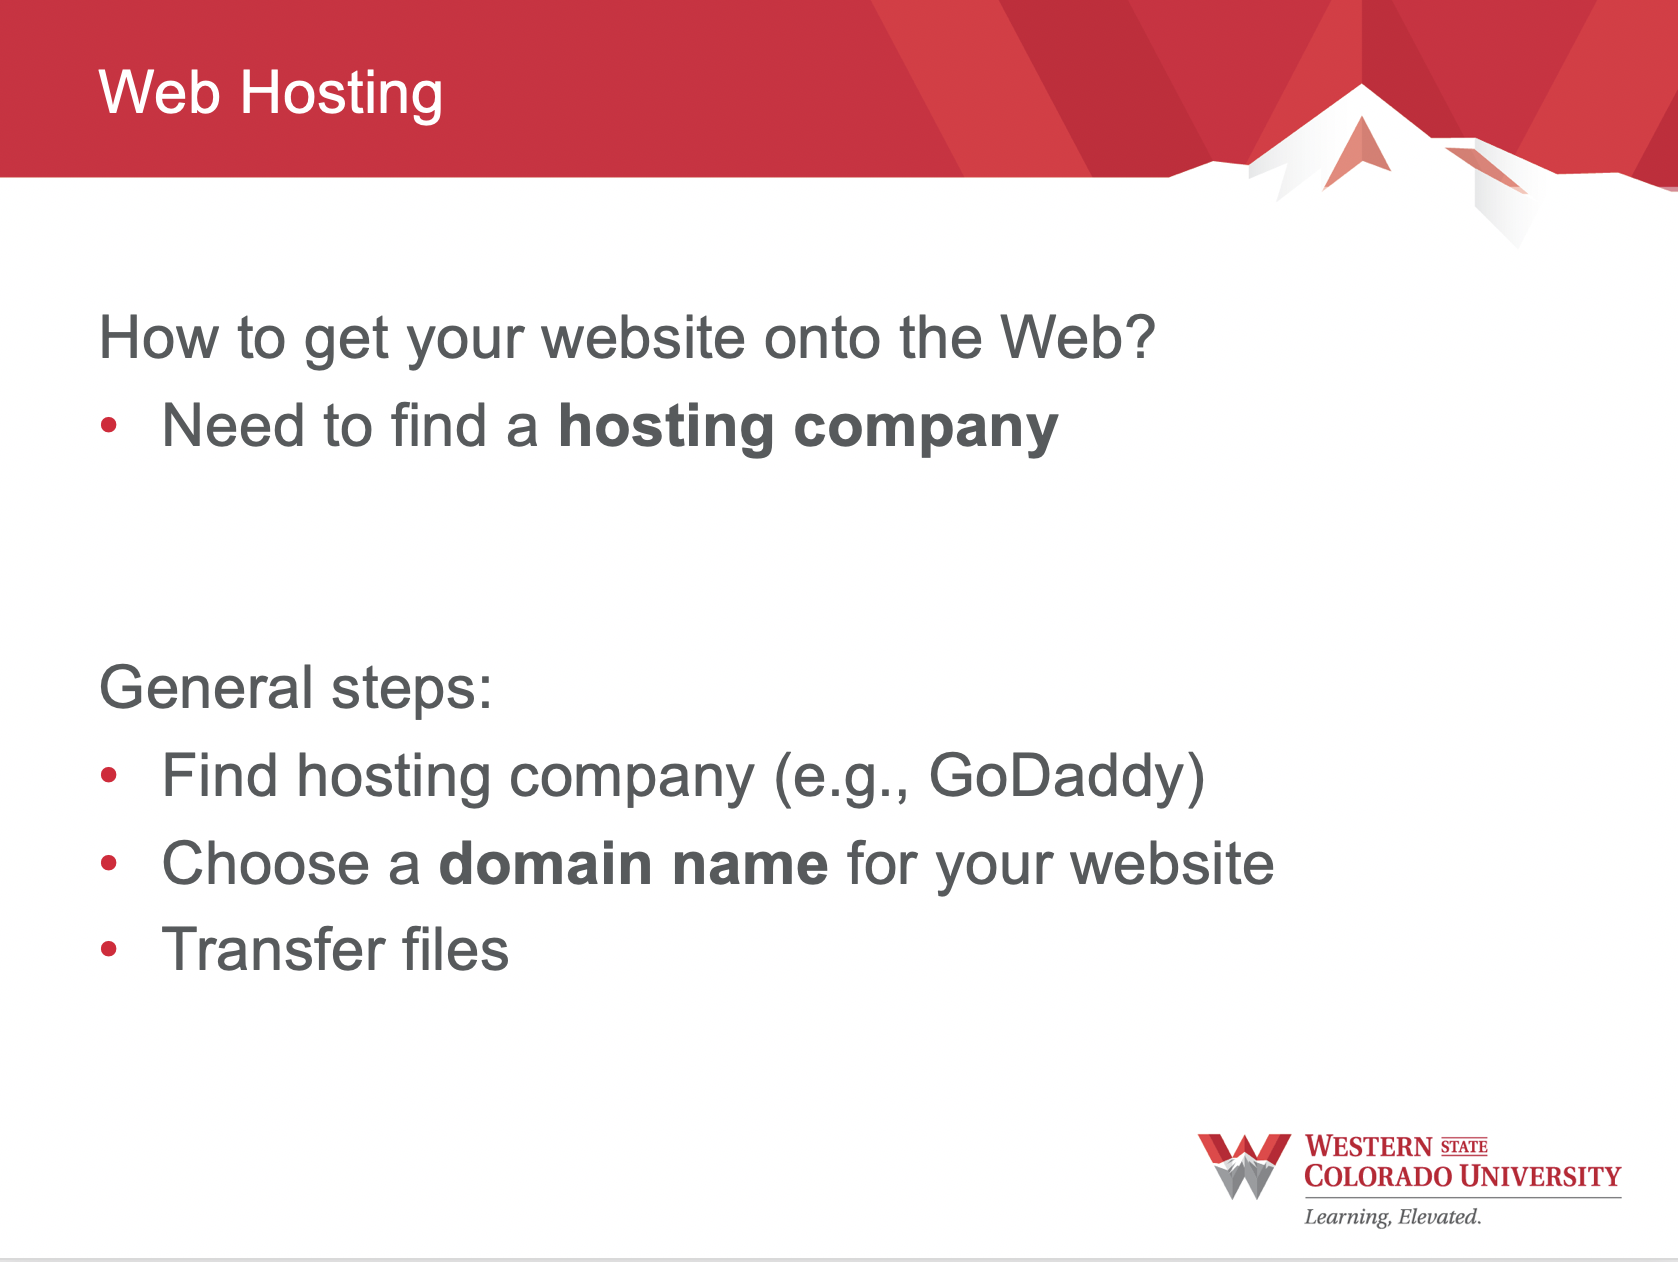 Web Hosting
How to get your website onto the Web?
• Need to find a hosting company
General steps:
• Find hosting company (e.g., GoDaddy)
• Choose a domain name for your website
• Transfer files
WESTERN STATE
COLORADO UNIVERSITY
Learning, Elevated.